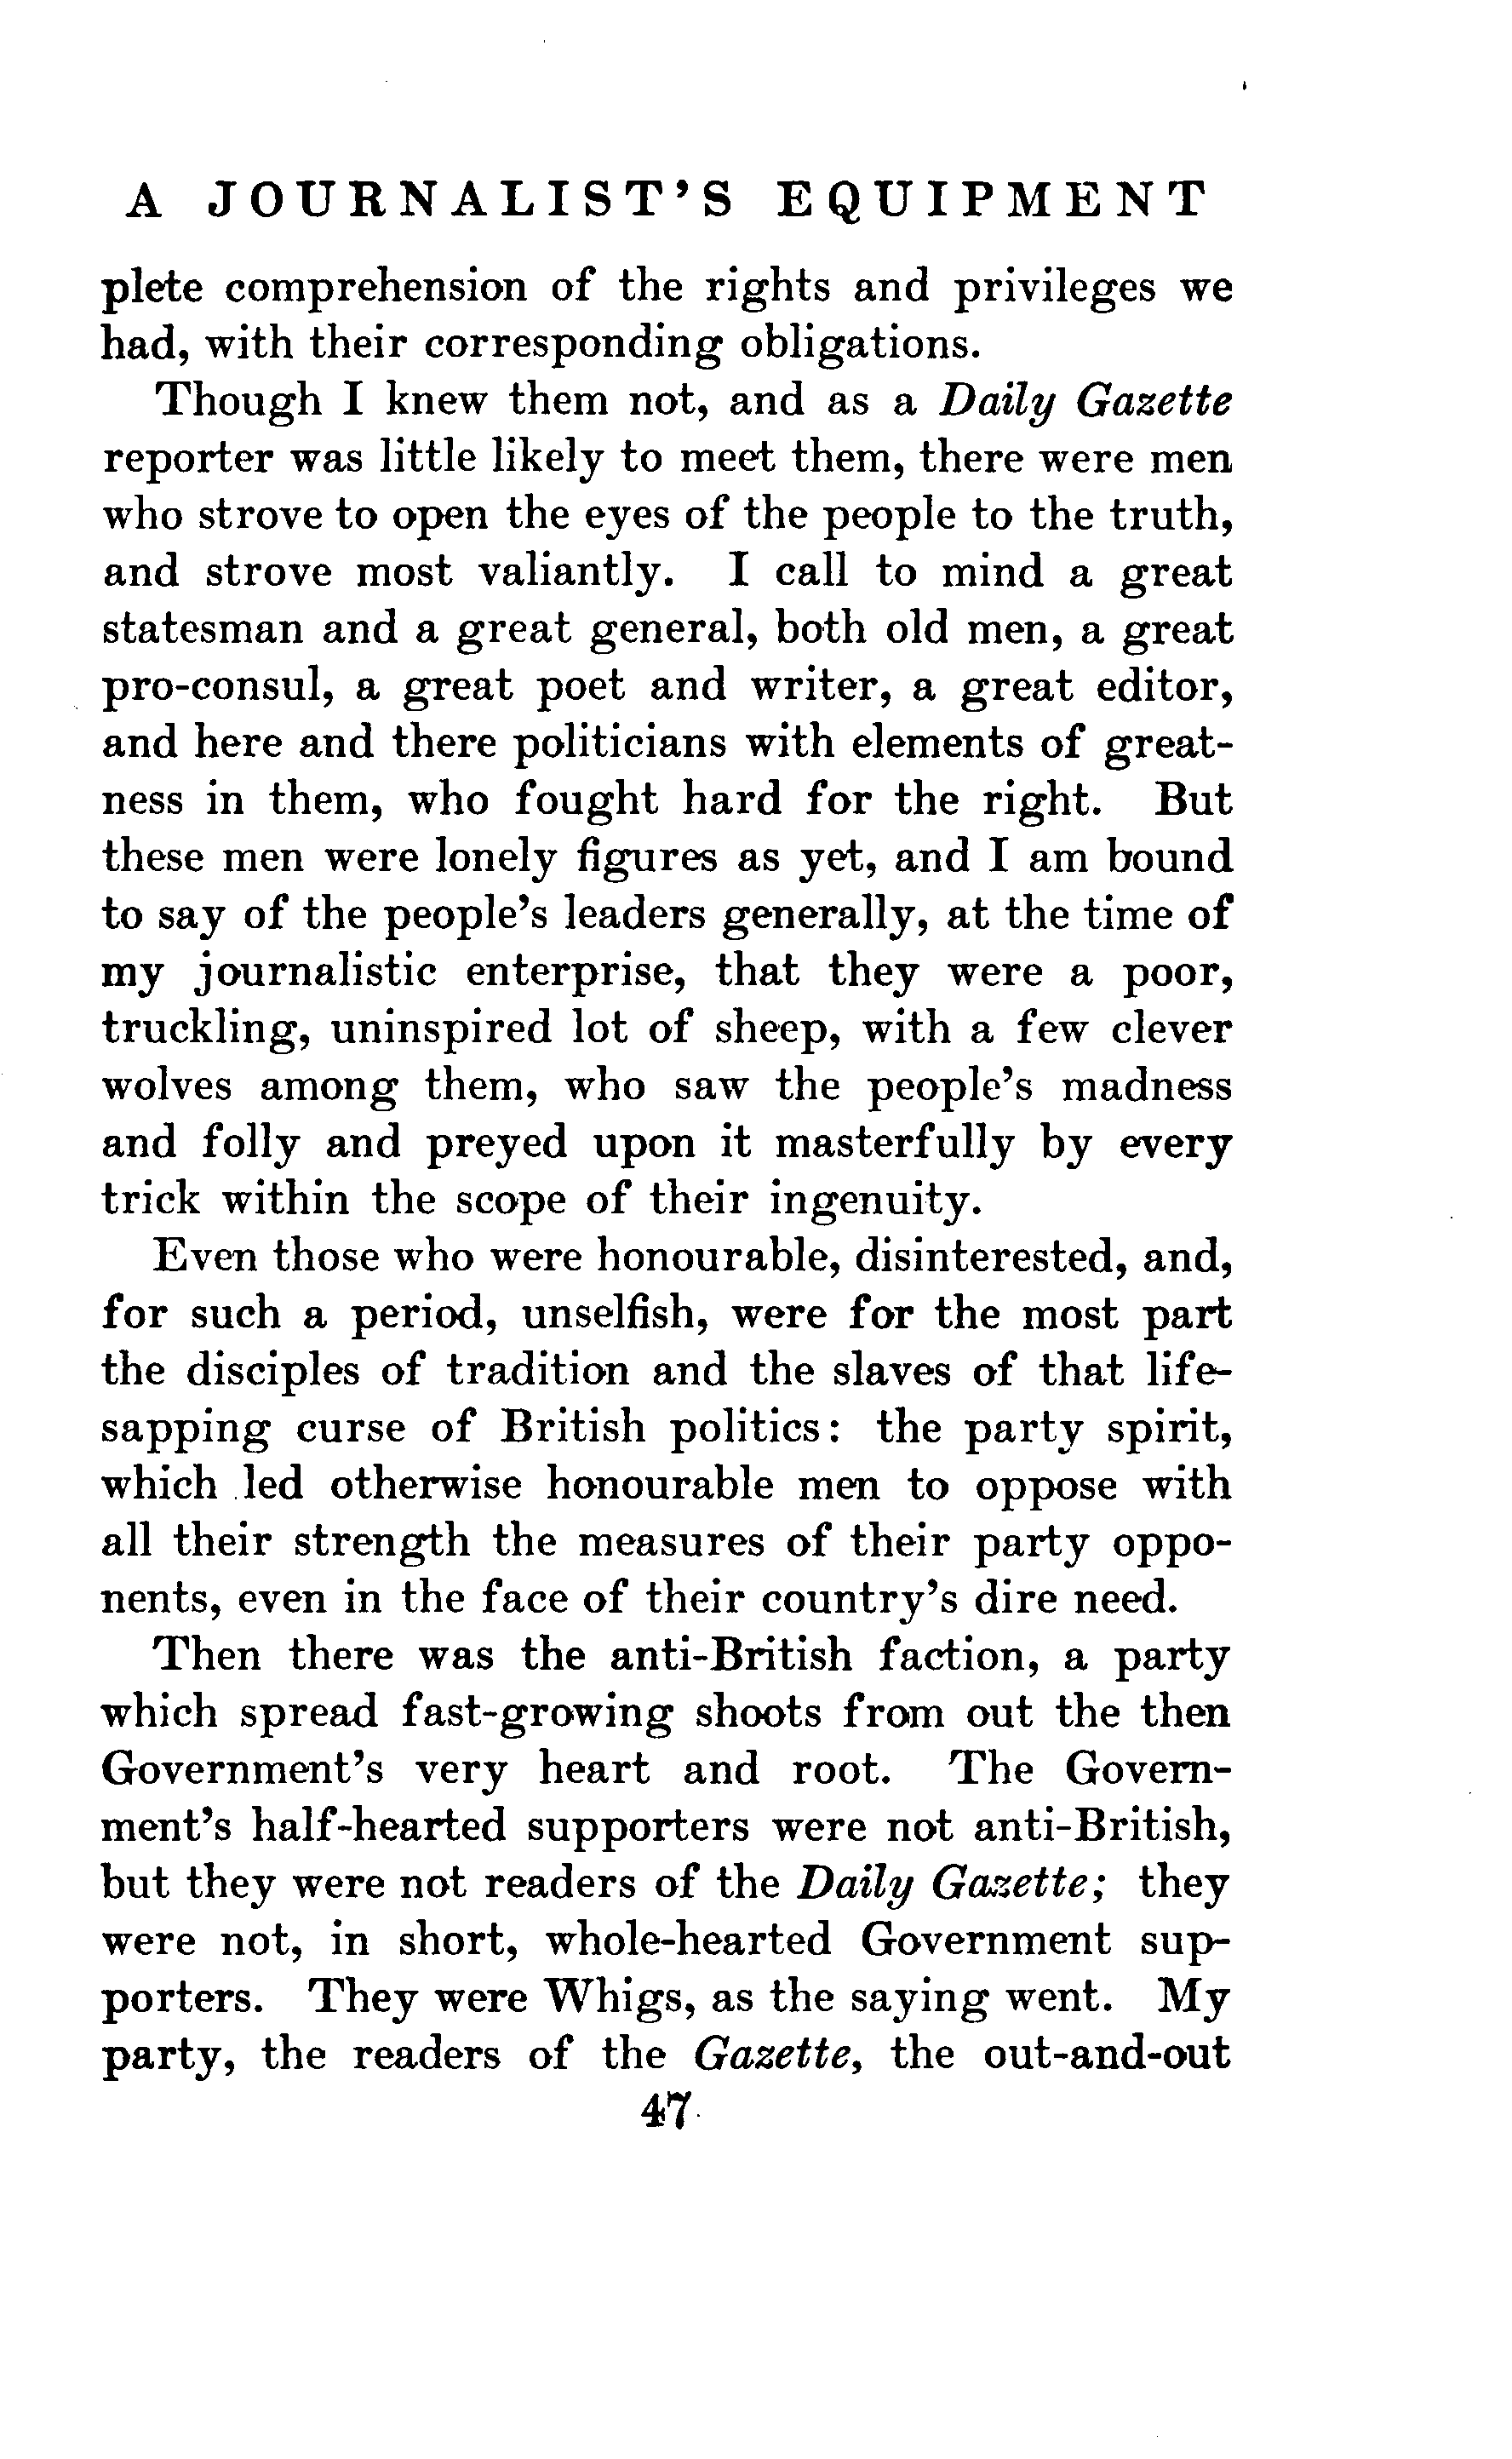 A JOURNALIST'S EQUIPMENT
plete comprehension of the rights and privileges we
had, with their corresponding obligations.
Though I knew them not, and as a Daily Gazette
reporter was little likely to meet them, there were men
who strove to open the eyes of the people to the truth,
and strove most valiantly. I call to mind a great
statesman and a great general, both old men, a great
pro-consul, a great poet and writer, a great editor,
and here and there politicians with elements of great-
ness in them, who fought hard for the right. But
these men were lonely figures as yet, and I am bound
to say of the people's leaders generally, at the time of
my journalistic enterprise, that they were a poor,
truckling, uninspired lot of sheep, with a few clever
wolves among them, who saw the people's madness
and folly and preyed upon it masterfully by every
trick within the scope of their ingenuity.
Even those who were honourable, disinterested, and,
for such a period, unselfish, were for the most part
the disciples of tradition and the slaves of that life-
sapping curse of British politics: the party spirit,
which led otherwise honourable men to oppose with
all their strength the measures of their party oppo-
nents, even in the face of their country's dire need.
Then there was the anti-British faction, a party
which spread fast-growing shoots from out the then
Government's very heart and root. The Govern-
ment's half-hearted supporters were not anti-British,
but they were not readers of the Daily Gazette; they
were not, in short, whole-hearted Government sup-
porters. They were Whigs, as the saying went. My
party, the readers of the Gazette, the out-and-out
47